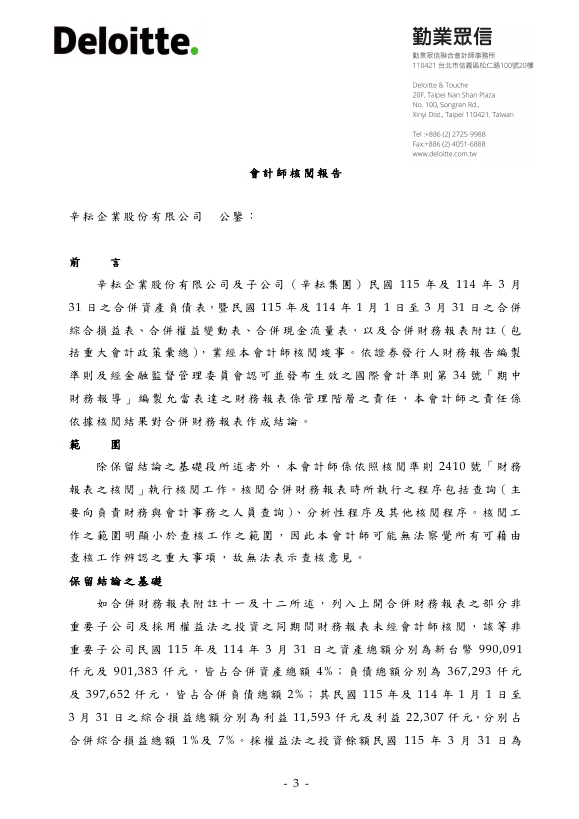 Deloitte.
勤業眾信
勤業眾信聯合會計師事務所
110421 台北市信義區松仁路100號20樓
Deloitte & Touche
20F, Taipei Nan Shan Plaza
No. 100, Songren Rd.,
Xinyi Dist., Taipei 110421, Taiwan
Tel :+886 (2) 2725-9988
Fax:+886 (2) 4051-6888
www.deloitte.com.tw
會計師核閱報告
辛耘企業股份有限公司　公鑒：
前　　言
辛耘企業股份有限公司及子公司（辛耘集團）民國 115 年及 114 年 3 月
31 日之合併資產負債表，暨民國 115 年及 114 年 1 月 1 日至 3 月 31 日之合併
綜合損益表、合併權益變動表、合併現金流量表，以及合併財務報表附註（包
括重大會計政策彙總），業經本會計師核閱竣事。依證券發行人財務報告編製
準則及經金融監督管理委員會認可並發布生效之國際會計準則第 34 號「期中
財務報導」編製允當表達之財務報表係管理階層之責任，本會計師之責任係
依據核閱結果對合併財務報表作成結論。
範　　圍
除保留結論之基礎段所述者外，本會計師係依照核閱準則 2410 號「財務
報表之核閱」執行核閱工作。核閱合併財務報表時所執行之程序包括查詢（主
要向負責財務與會計事務之人員查詢）、分析性程序及其他核閱程序。核閱工
作之範圍明顯小於查核工作之範圍，因此本會計師可能無法察覺所有可藉由
查核工作辨認之重大事項，故無法表示查核意見。
保留結論之基礎
如合併財務報表附註十一及十二所述，列入上開合併財務報表之部分非
重要子公司及採用權益法之投資之同期間財務報表未經會計師核閱，該等非
重要子公司民國 115 年及 114 年 3 月 31 日之資產總額分別為新台幣 990,091
仟元及 901,383 仟元，皆占合併資產總額 4%；負債總額分別為 367,293 仟元
及 397,652 仟元，皆占合併負債總額 2%；其民國 115 年及 114 年 1 月 1 日至
3 月 31 日之綜合損益總額分別為利益 11,593 仟元及利益 22,307 仟元，分別占
合併綜合損益總額 1%及 7%。採權益法之投資餘額民國 115 年 3 月 31 日為
- 3 -